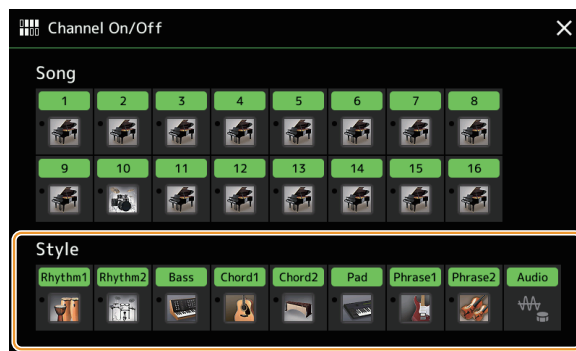 Channel On/Off
Song
1 2 3 4 5 6 7 8
9 10 11 12 13 14 15 16
Style
Rhythm1 Rhythm2 Bass Chord1 Chord2 Pad Phrase1 Phrase2 Audio